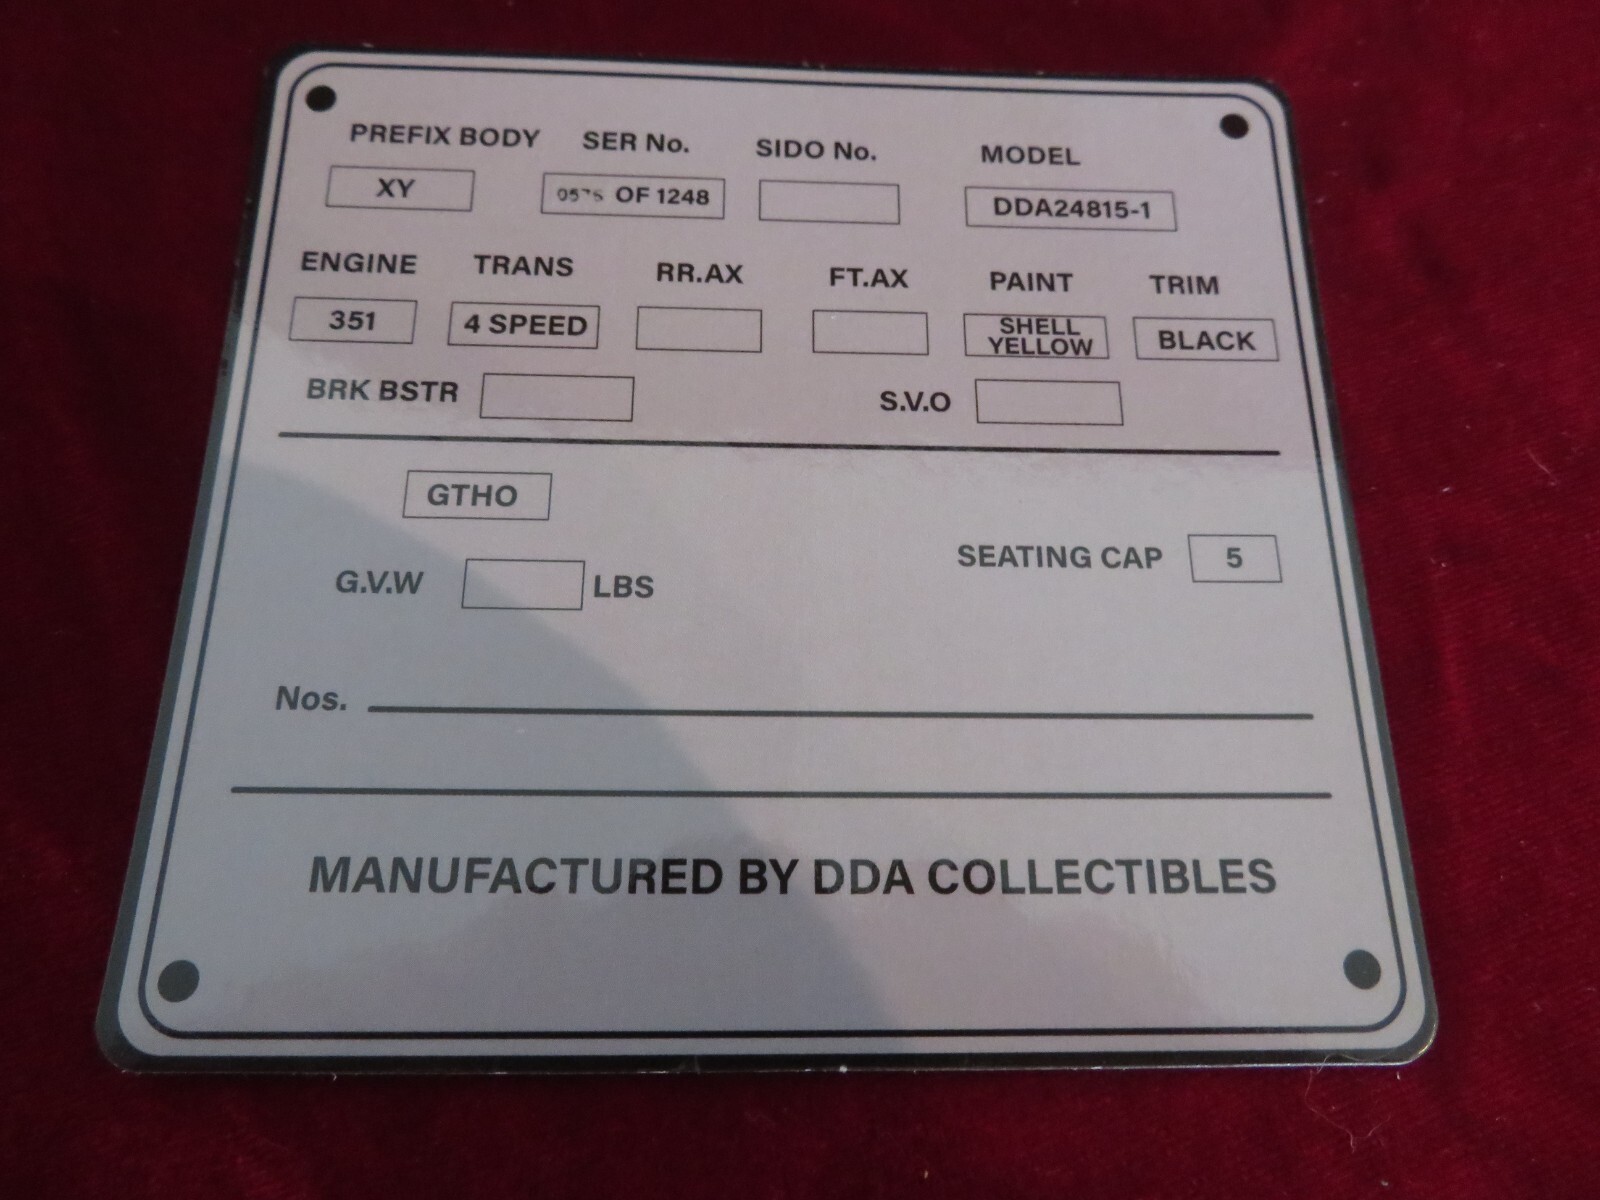 PREFIX BODY SER No. SIDO No. MODEL
XY OF 1248 DDA24815-1
ENGINE TRANS RR.AX FT.AX PAINT TRIM
351 4 SPEED SHELL YELLOW BLACK
BRK BSTR S.V.O
GTHO
SEATING CAP 5
G.V.W LBS
Nos.
MANUFACTURED BY DDA COLLECTIBLES